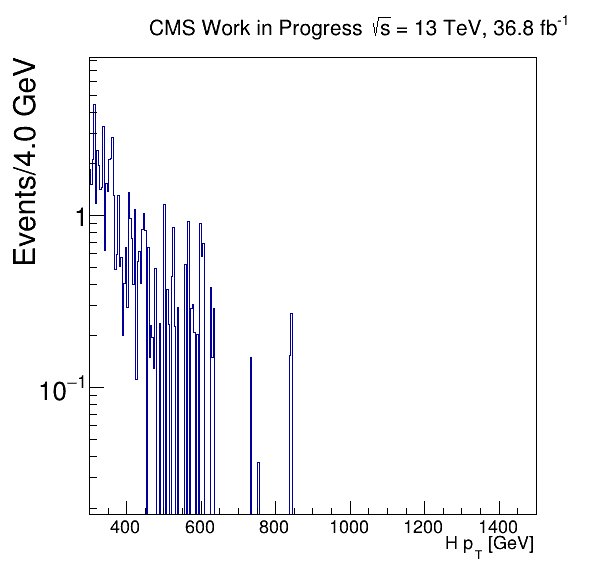 CMS Work in Progress √s = 13 TeV, 36.8 fb⁻¹
Events/4.0 GeV
1
10⁻¹
400 600 800 1000 1200 1400
H p_T [GeV]